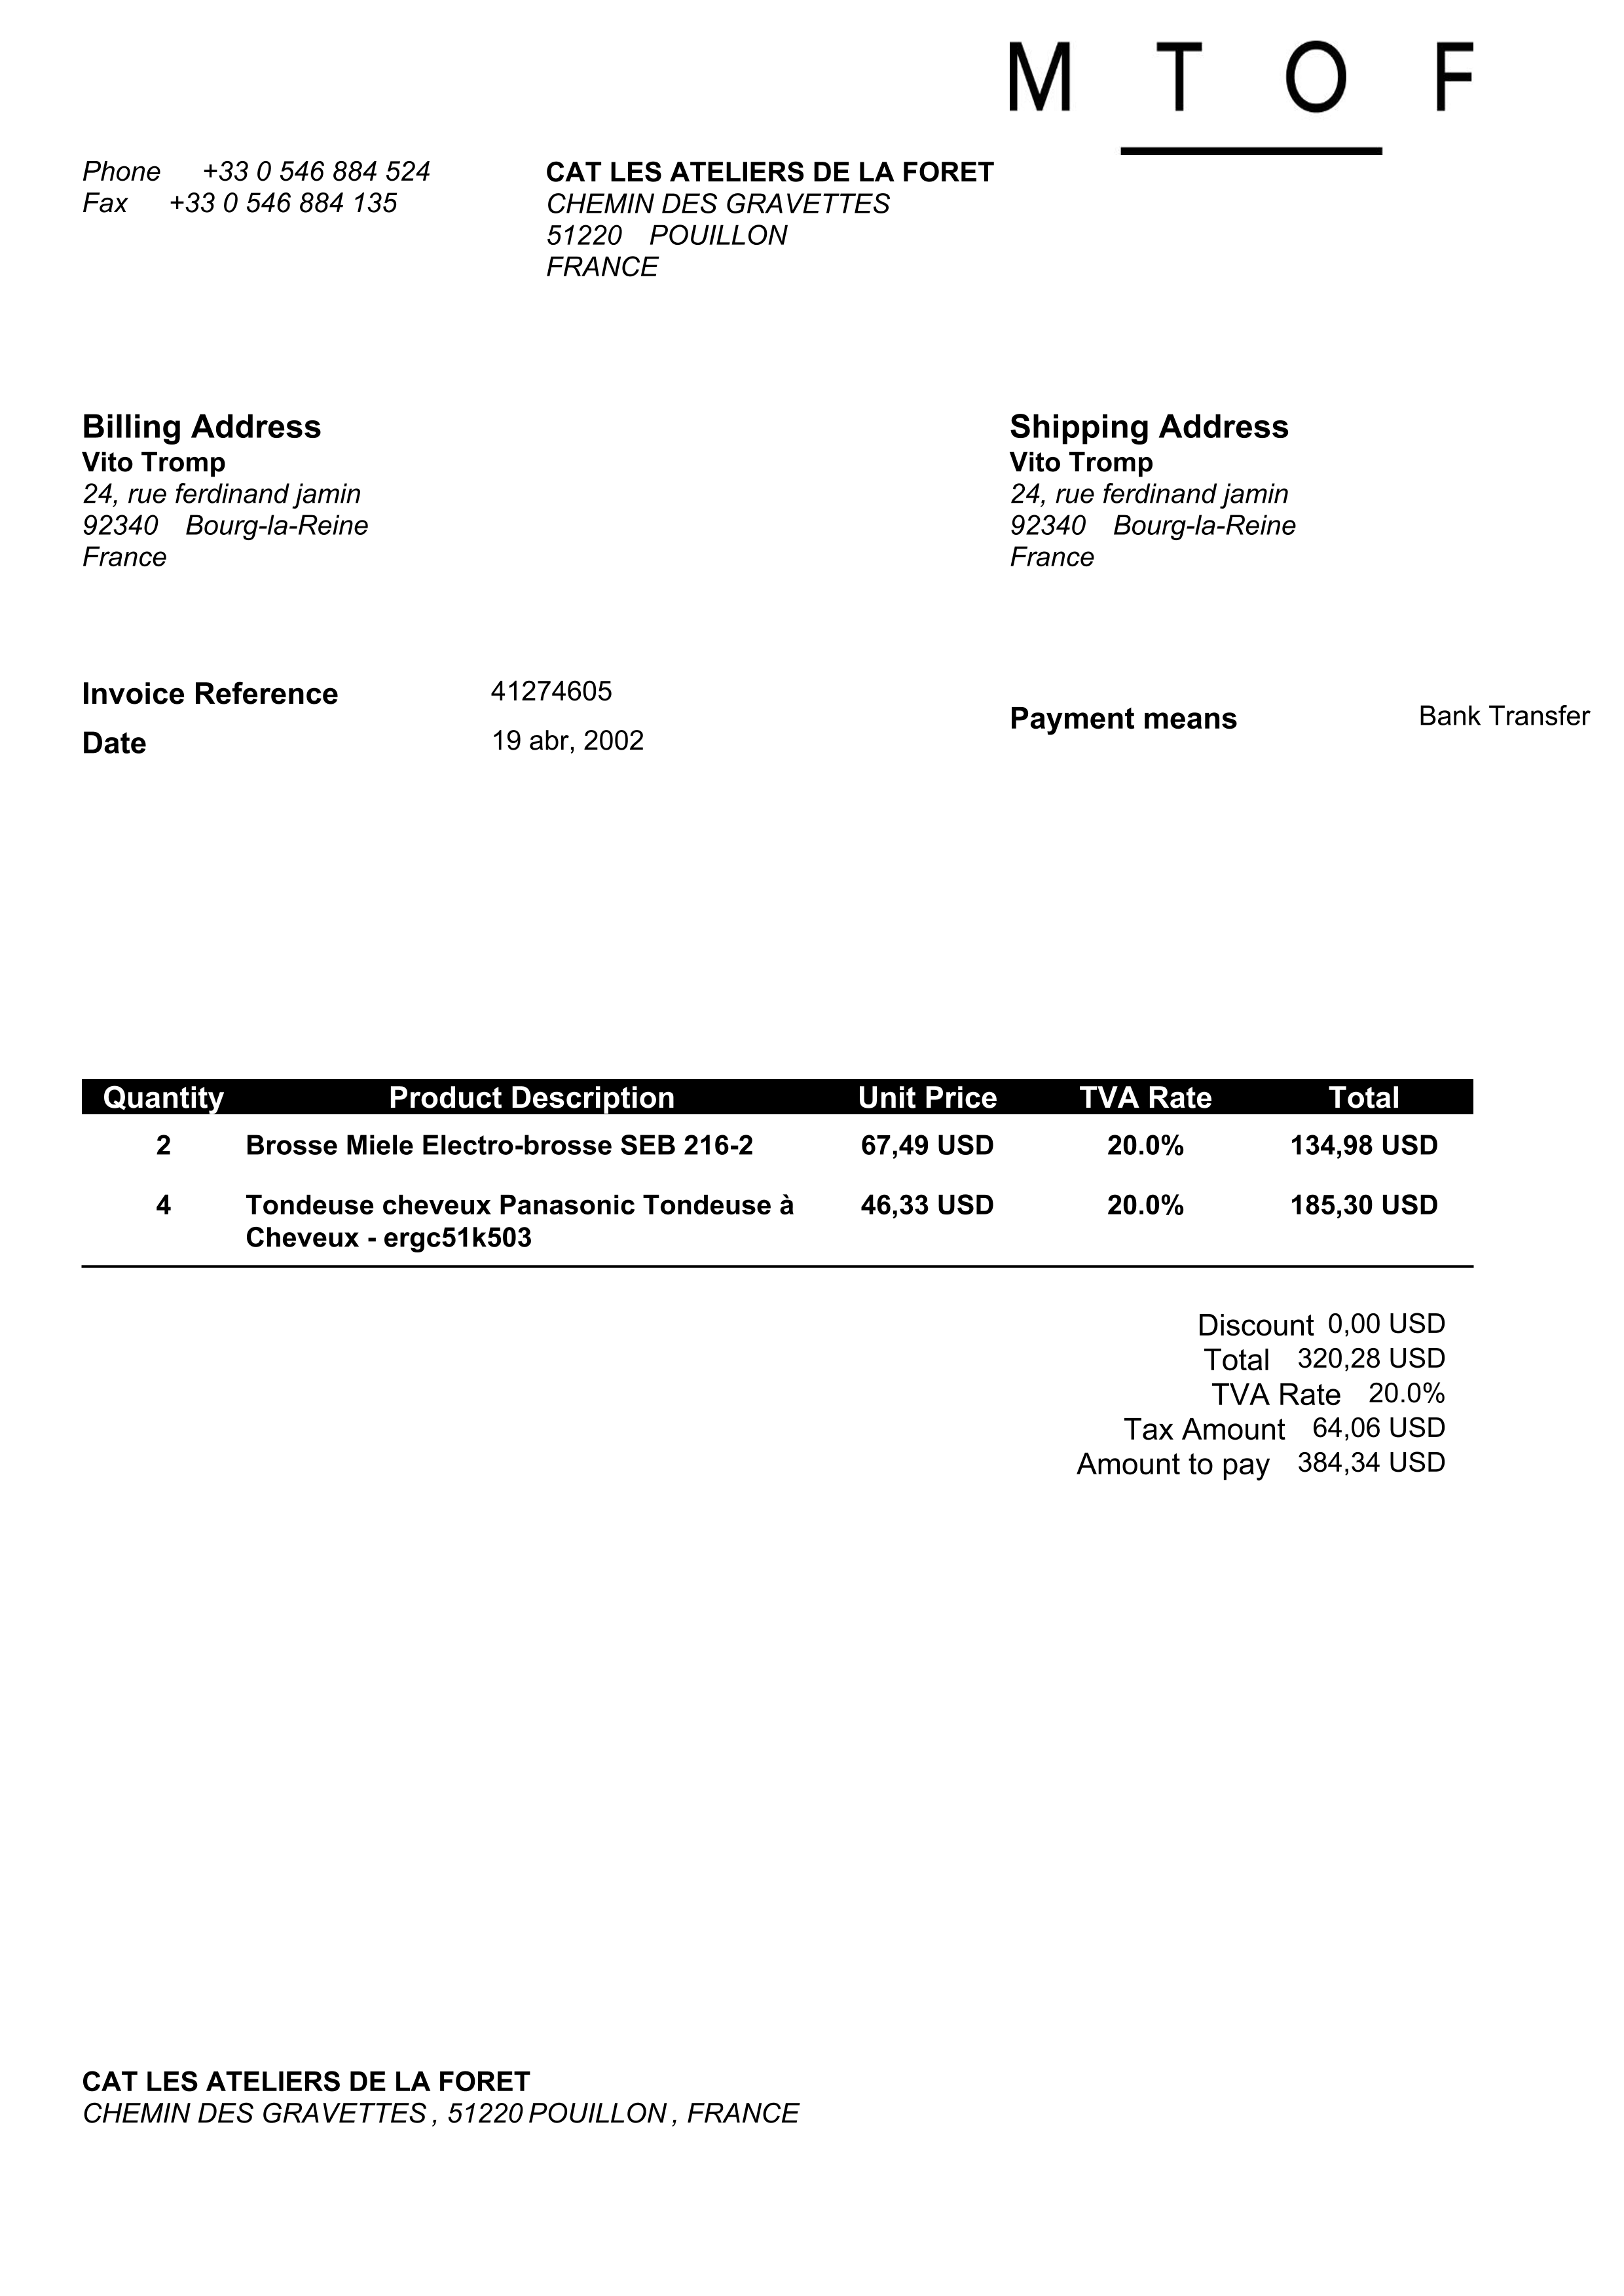 M T O F
Phone +33 0 546 884 524
Fax +33 0 546 884 135
CAT LES ATELIERS DE LA FORET
CHEMIN DES GRAVETTES
51220 POUILLON
FRANCE
Billing Address
Vito Tromp
24, rue ferdinand jamin
92340 Bourg-la-Reine
France
Shipping Address
Vito Tromp
24, rue ferdinand jamin
92340 Bourg-la-Reine
France
Invoice Reference 41274605
Date 19 abr, 2002
Payment means Bank Transfer
Quantity Product Description Unit Price TVA Rate Total
2 Brosse Miele Electro-brosse SEB 216-2 67,49 USD 20.0% 134,98 USD
4 Tondeuse cheveux Panasonic Tondeuse à 46,33 USD 20.0% 185,30 USD
Cheveux - ergc51k503
Discount 0,00 USD
Total 320,28 USD
TVA Rate 20.0%
Tax Amount 64,06 USD
Amount to pay 384,34 USD
CAT LES ATELIERS DE LA FORET
CHEMIN DES GRAVETTES , 51220 POUILLON , FRANCE